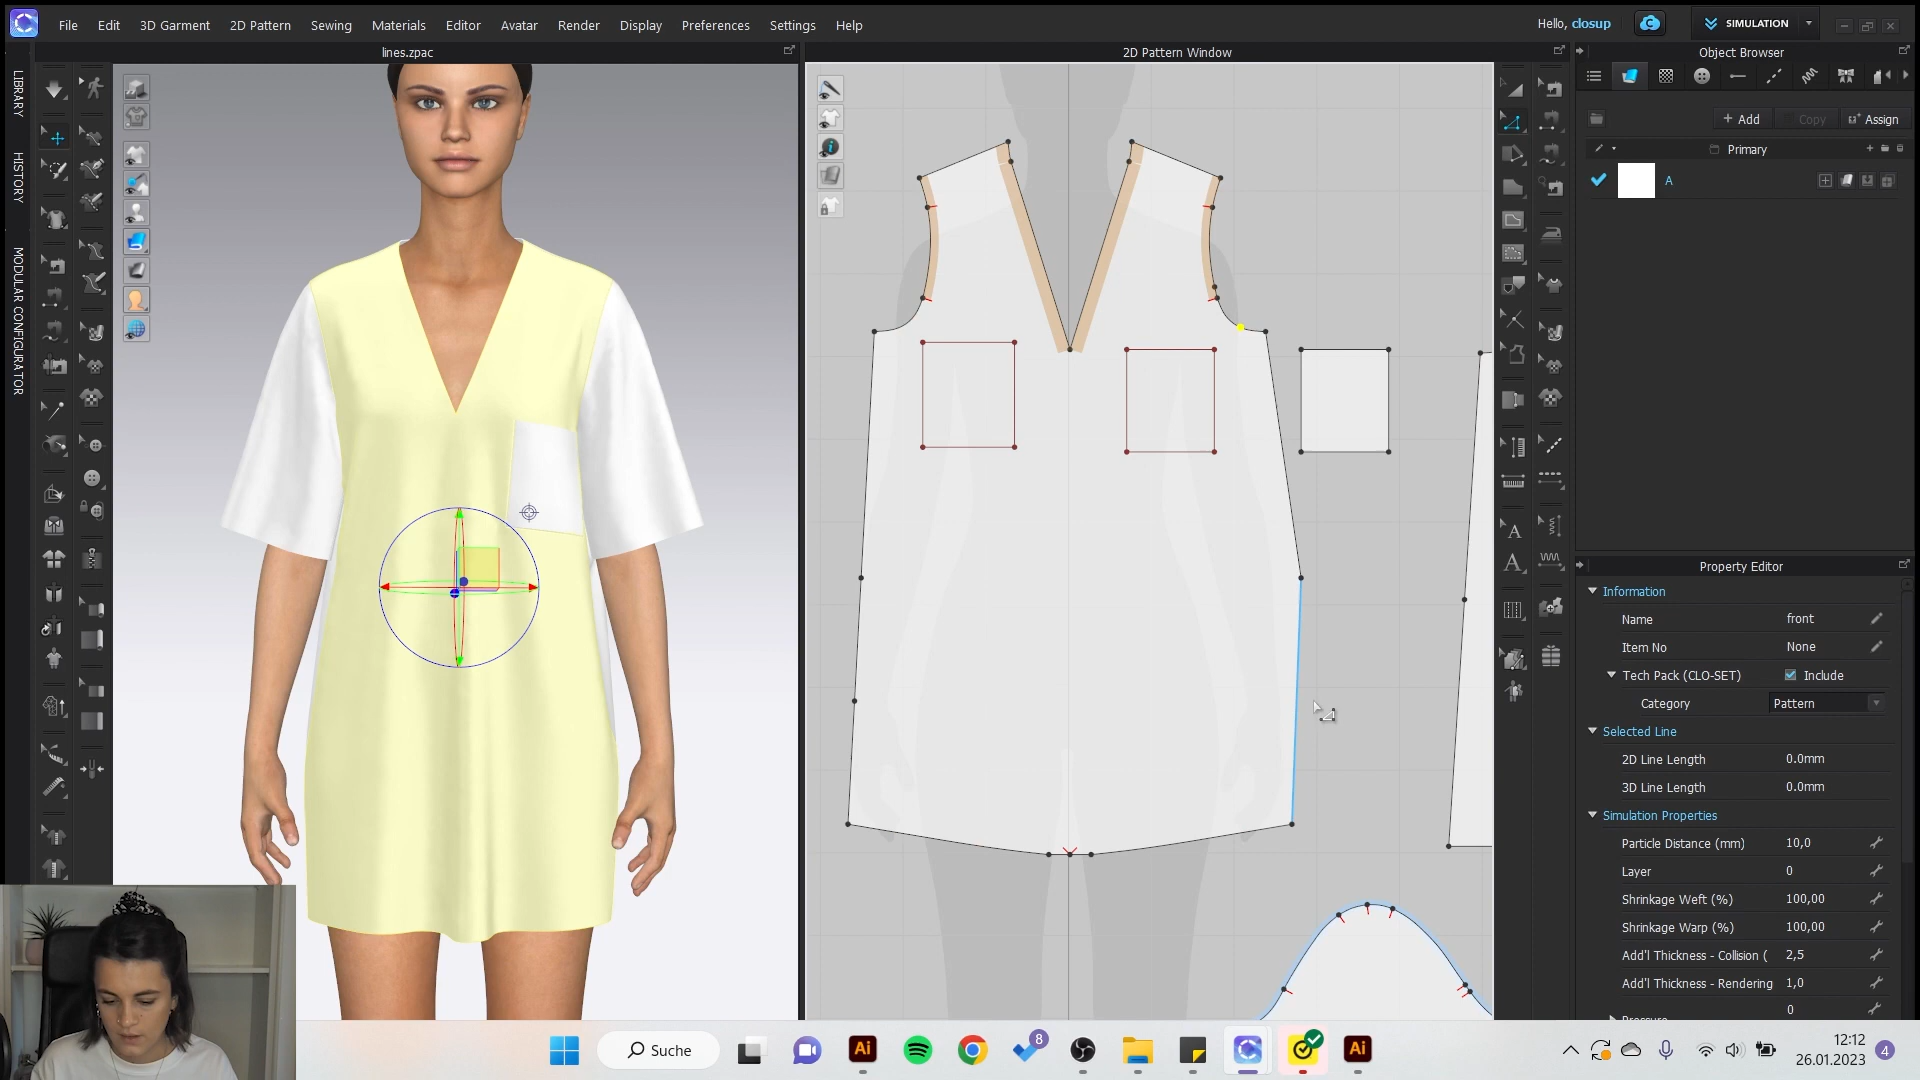 File Edit 3D Garment 2D Pattern Sewing Materials Editor Avatar Render Display Preferences Settings Help
Hello, closup
SIMULATION
lines.zpac
2D Pattern Window
Object Browser
LIBRARY
HISTORY
MODULAR CONFIGURATOR
+ Add
Copy
Assign
Primary
A
Property Editor
Information
Name front
Item No None
Tech Pack (CLO-SET) Include
Category Pattern
Selected Line
2D Line Length 0.0mm
3D Line Length 0.0mm
Simulation Properties
Particle Distance (mm) 10,0
Layer 0
Shrinkage Weft (%) 100,00
Shrinkage Warp (%) 100,00
Add'l Thickness - Collision ( 2,5
Add'l Thickness - Rendering 1,0
0
Suche
Ai
8
Ai
12:12
26.01.2023
4